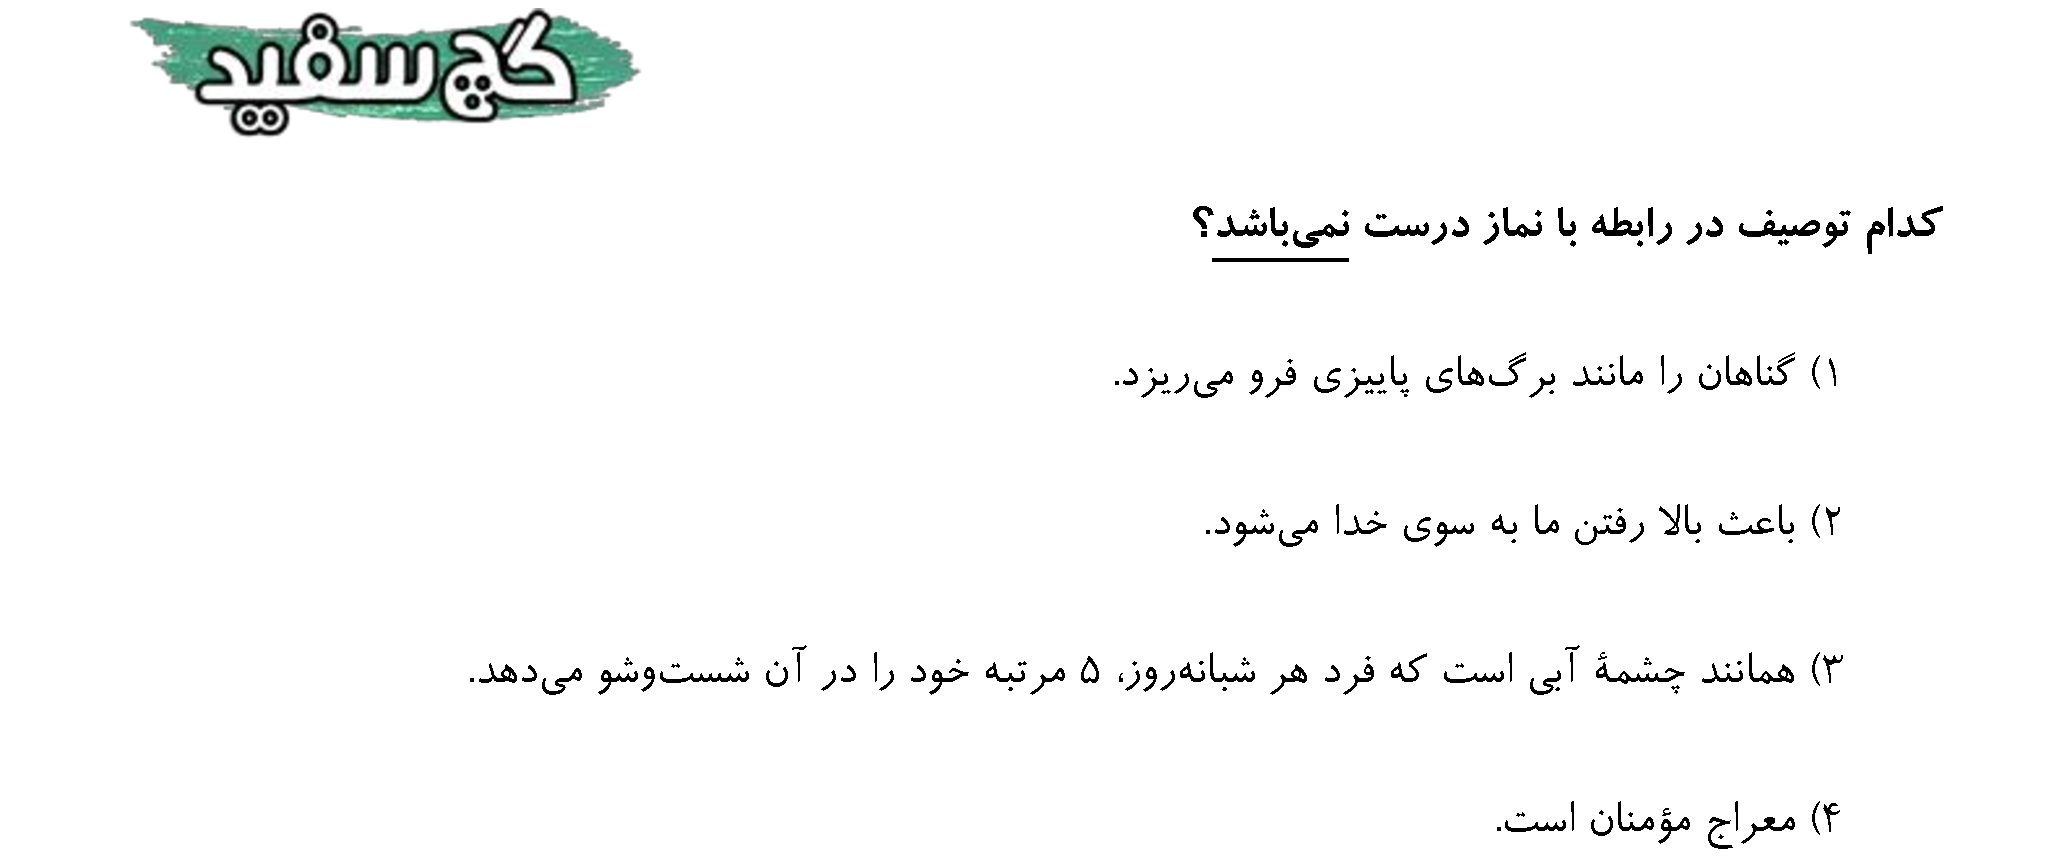 گچ سفید
کدام توصیف در رابطه با نماز درست نمی‌باشد؟
۱) گناهان را مانند برگ‌های پاییزی فرو می‌ریزد.
۲) باعث بالا رفتن ما به سوی خدا می‌شود.
۳) همانند چشمهٔ آبی است که فرد هر شبانه‌روز، ۵ مرتبه خود را در آن شست‌وشو می‌دهد.
۴) معراج مؤمنان است.